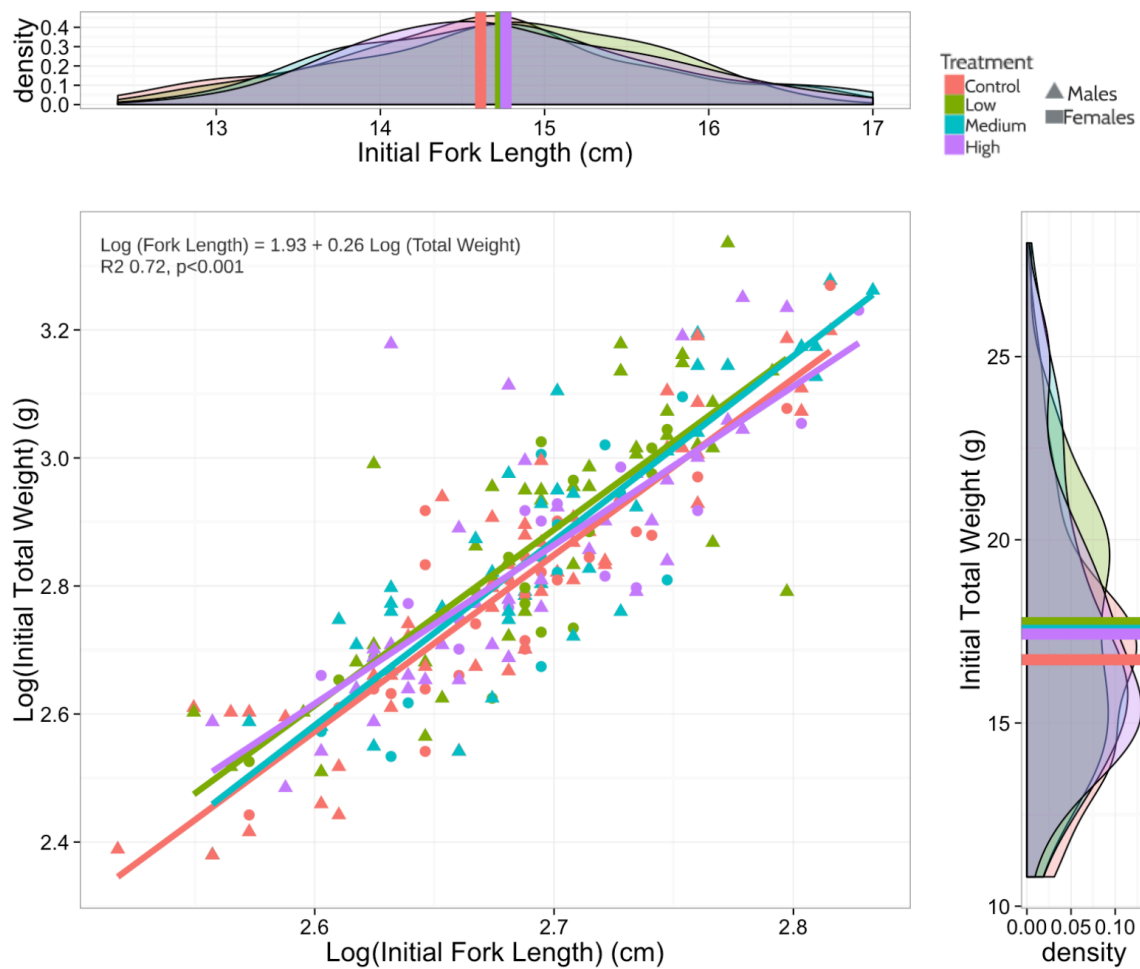 density
0.4
0.3
0.2
0.1
0.0
13 14 15 16 17
Initial Fork Length (cm)
Treatment
Control
Low
Medium
High
Males
Females
Log (Fork Length) = 1.93 + 0.26 Log (Total Weight)
R2 0.72, p<0.001
Log(Initial Total Weight) (g)
3.2
3.0
2.8
2.6
2.4
2.6 2.7 2.8
Log(Initial Fork Length) (cm)
Initial Total Weight (g)
25
20
15
10
0.00 0.05 0.10
density